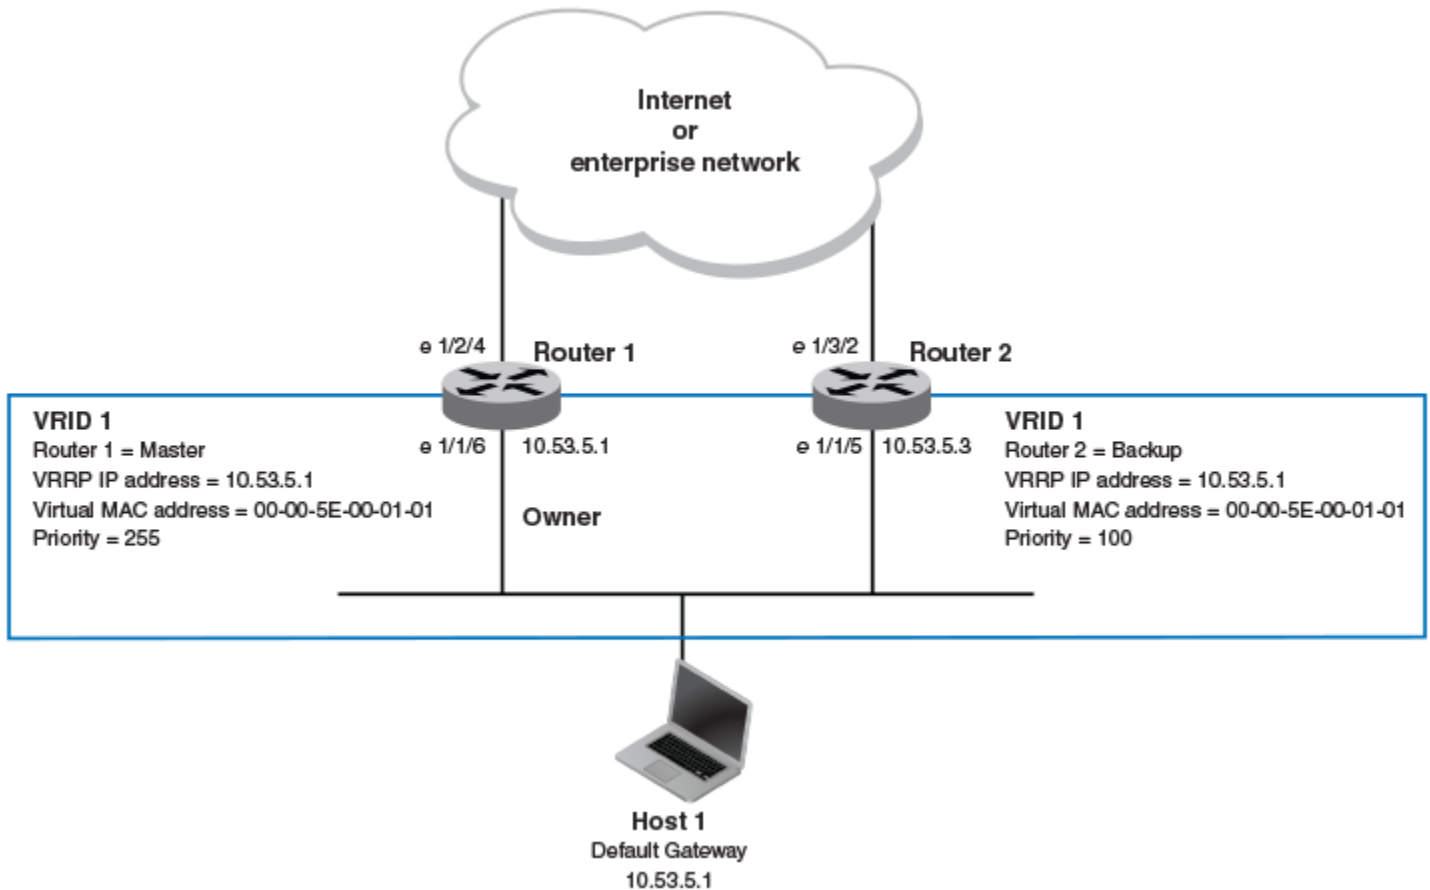 Internet
or
enterprise network
e 1/2/4
Router 1
e 1/3/2
Router 2
VRID 1
Router 1 = Master
VRRP IP address = 10.53.5.1
Virtual MAC address = 00-00-5E-00-01-01
Priority = 255
e 1/1/6
10.53.5.1
Owner
e 1/1/5
10.53.5.3
VRID 1
Router 2 = Backup
VRRP IP address = 10.53.5.1
Virtual MAC address = 00-00-5E-00-01-01
Priority = 100
Host 1
Default Gateway
10.53.5.1